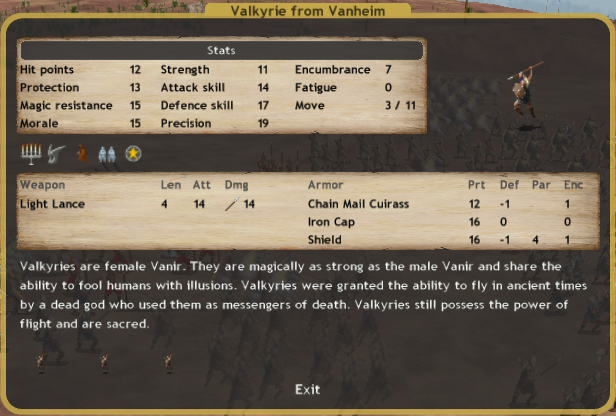 Valkyrie from Vanheim
Stats
Hit points 12 Strength 11 Encumbrance 7
Protection 13 Attack skill 14 Fatigue 0
Magic resistance 15 Defence skill 17 Move 3 / 11
Morale 15 Precision 19
Weapon Len Att Dmg Armor Prt Def Par Enc
Light Lance 4 14 14 Chain Mail Cuirass 12 -1 1
Iron Cap 16 0 0
Shield 16 -1 4 1
Valkyries are female Vanir. They are magically as strong as the male Vanir and share the
ability to fool humans with illusions. Valkyries were granted the ability to fly in ancient times
by a dead god who used them as messengers of death. Valkyries still possess the power of
flight and are sacred.
Exit